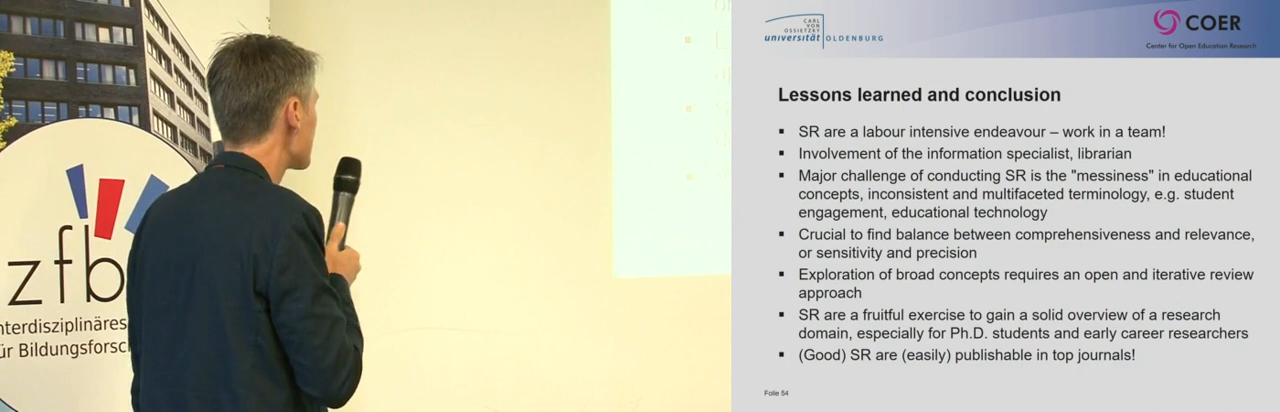 zfb
nterdisziplinäres
ür Bildungsforsc
CARL
VON
OSSIETZKY
universität OLDENBURG
COER
Center for Open Education Research
Lessons learned and conclusion
▪ SR are a labour intensive endeavour – work in a team!
▪ Involvement of the information specialist, librarian
▪ Major challenge of conducting SR is the "messiness" in educational
concepts, inconsistent and multifaceted terminology, e.g. student
engagement, educational technology
▪ Crucial to find balance between comprehensiveness and relevance,
or sensitivity and precision
▪ Exploration of broad concepts requires an open and iterative review
approach
▪ SR are a fruitful exercise to gain a solid overview of a research
domain, especially for Ph.D. students and early career researchers
▪ (Good) SR are (easily) publishable in top journals!
Folie 54